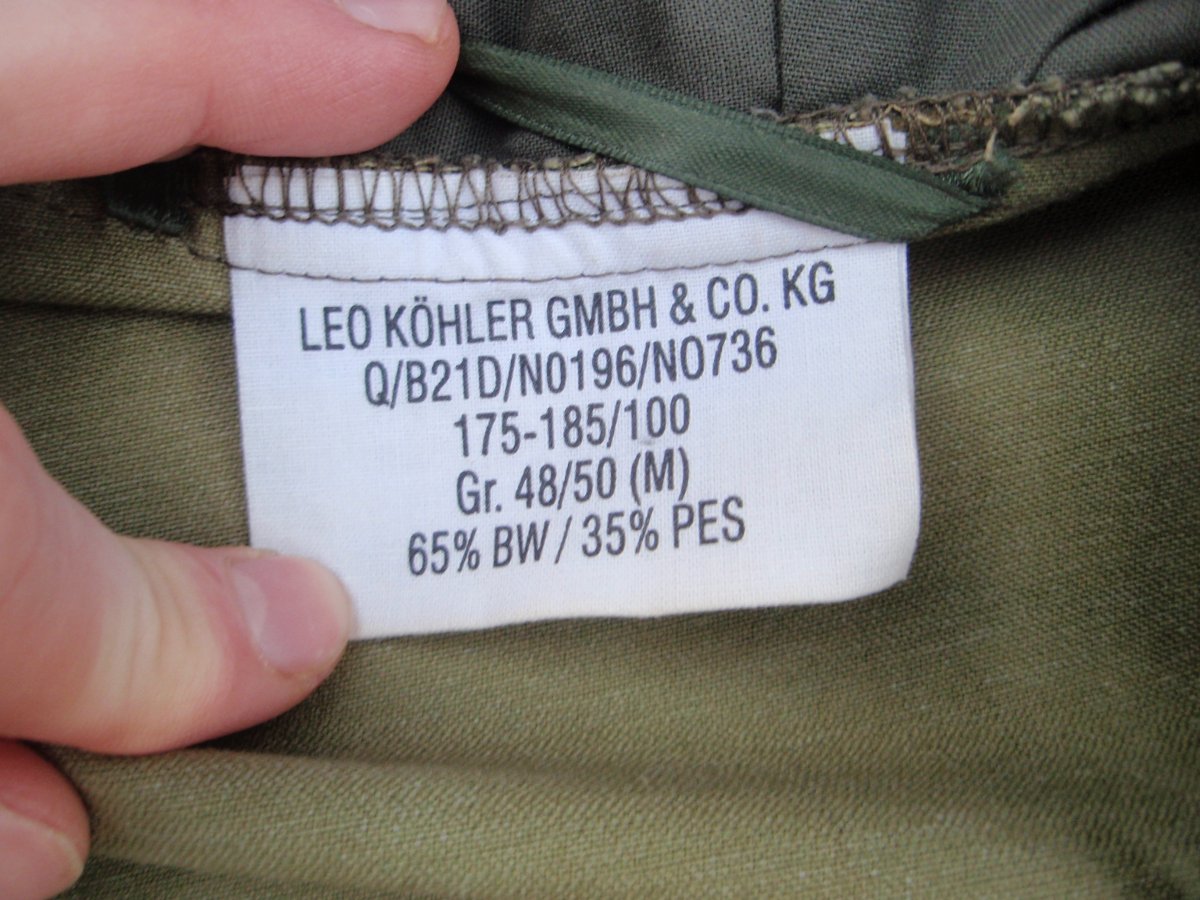 LEO KÖHLER GMBH & CO. KG
Q/B21D/N0196/NO736
175-185/100
Gr. 48/50 (M)
65% BW / 35% PES